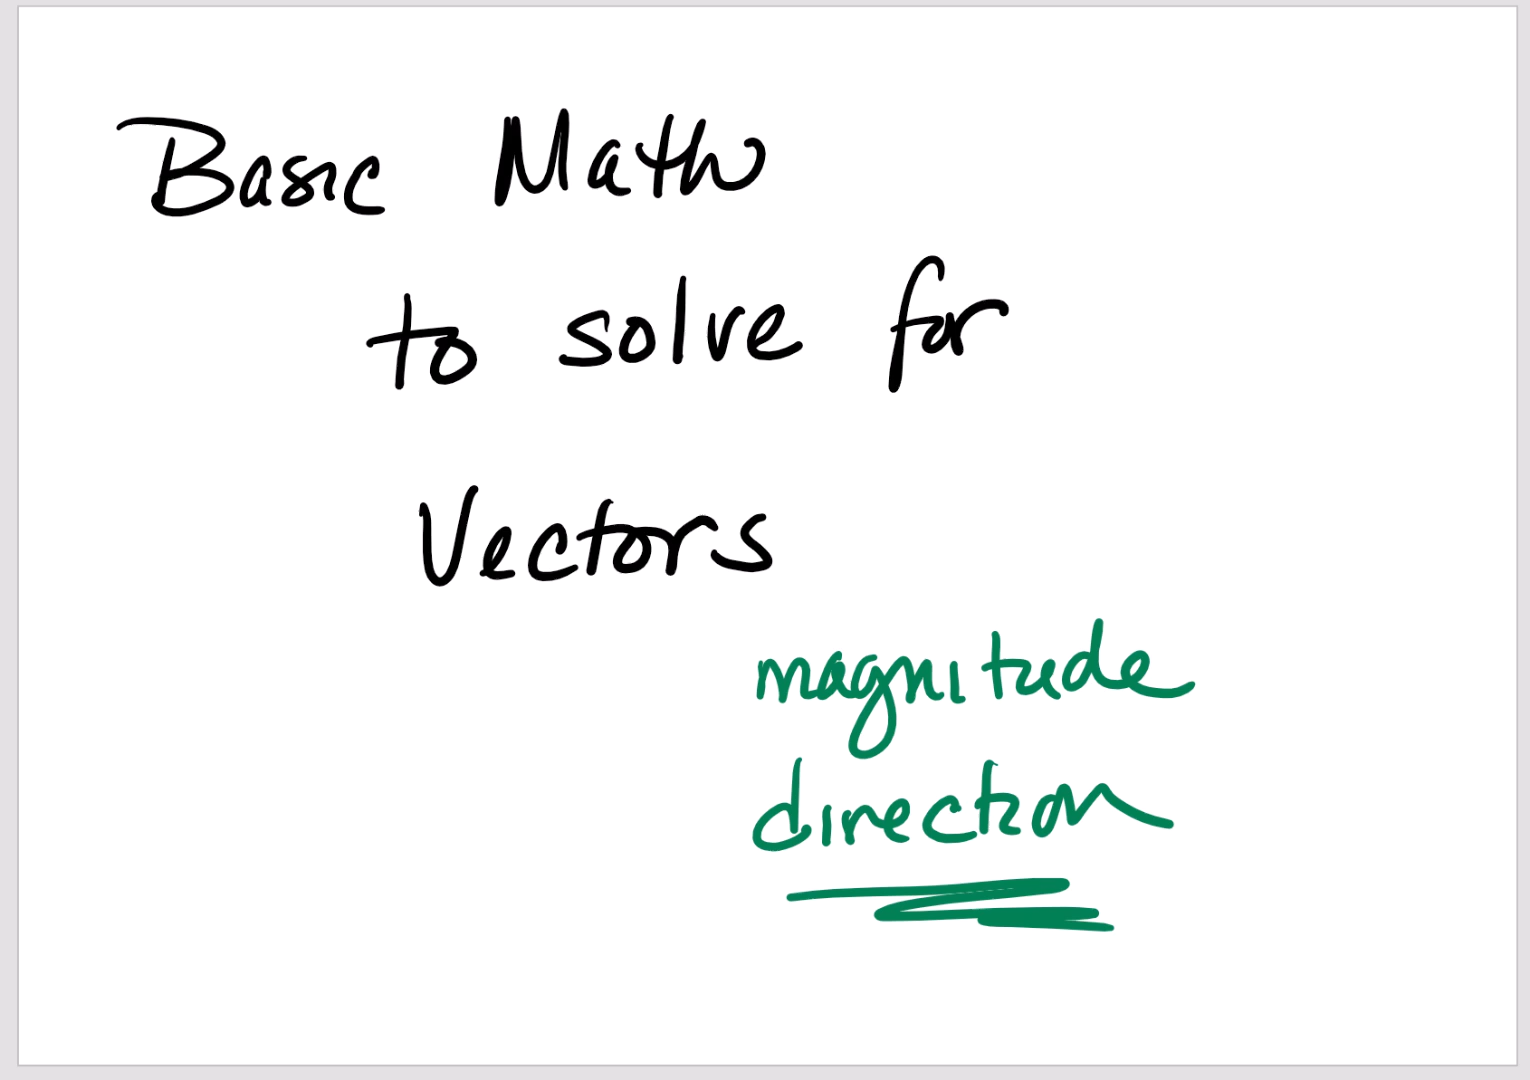 Basic Math
to solve for
Vectors
magnitude
direction